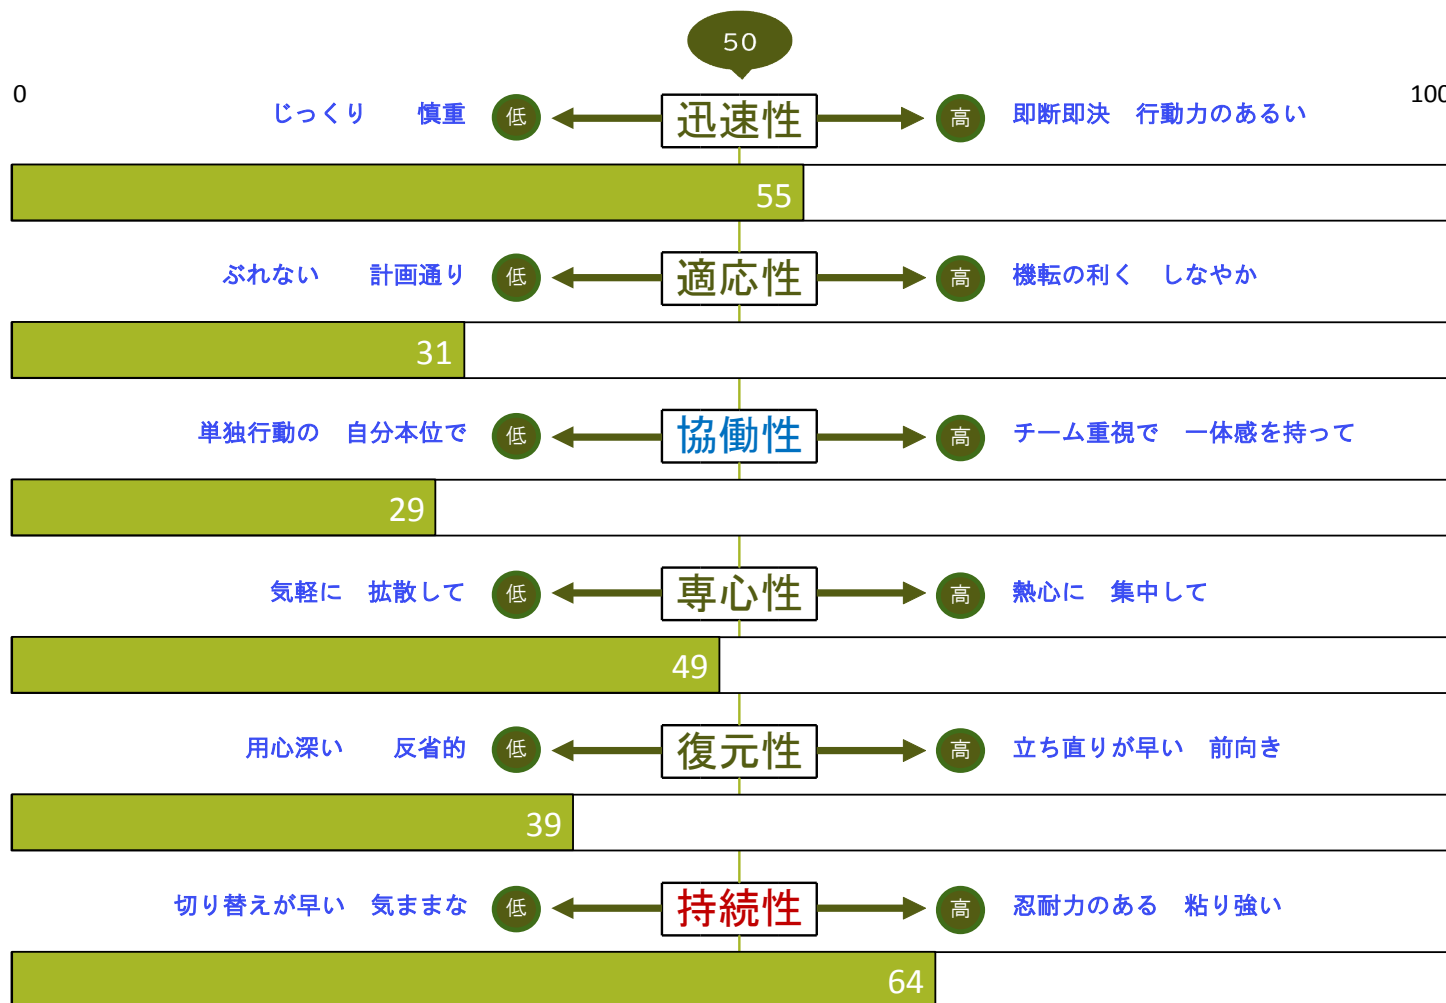 50
0 じっくり 慎重 低 迅速性 高 即断即決 行動力のあるい 100
55
ぶれない 計画通り 低 適応性 高 機転の利く しなやか
31
単独行動の 自分本位で 低 協働性 高 チーム重視で 一体感を持って
29
気軽に 拡散して 低 専心性 高 熱心に 集中して
49
用心深い 反省的 低 復元性 高 立ち直りが早い 前向き
39
切り替えが早い 気ままな 低 持続性 高 忍耐力のある 粘り強い
64